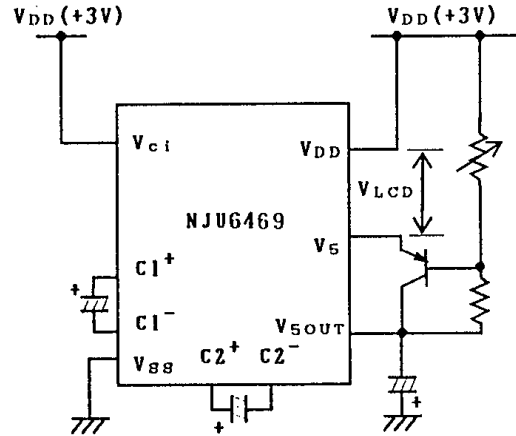 VDD(+3V)
VDD(+3V)
Vci
VDD
VLCD
NJU6469
V5
C1+
+
C1-
V5OUT
VSS
C2+
C2-
+
+